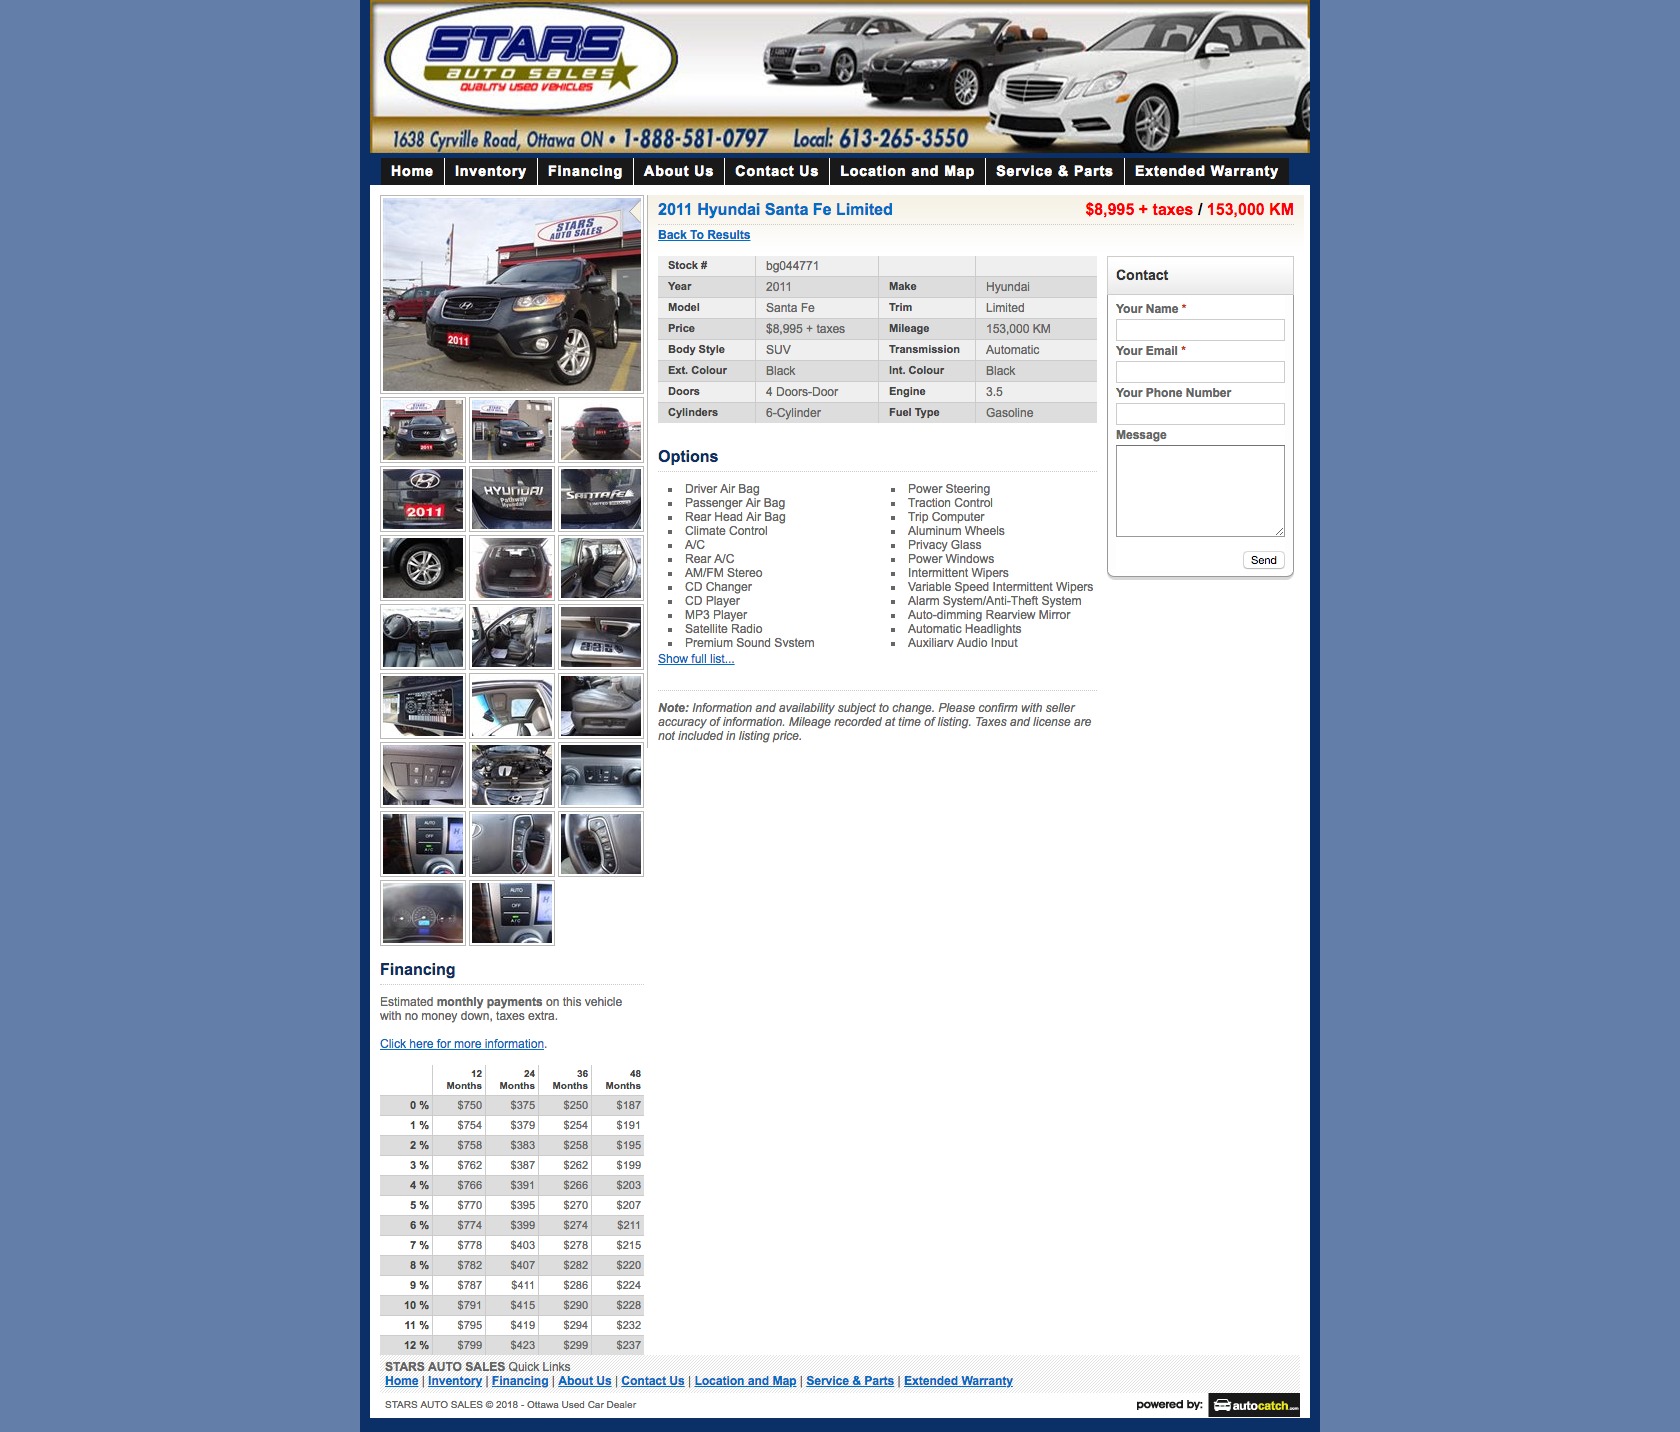 STARS
AUTO SALES
QUALITY USED VEHICLES
1638 Cyrville Road, Ottawa ON • 1-888-581-0797 Local: 613-265-3550
Home Inventory Financing About Us Contact Us Location and Map Service & Parts Extended Warranty
STARS
AUTO SALES
2011
2011 Hyundai Santa Fe Limited $8,995 + taxes / 153,000 KM
Back To Results
Stock # bg044771
Year 2011 Make Hyundai
Model Santa Fe Trim Limited
Price $8,995 + taxes Mileage 153,000 KM
Body Style SUV Transmission Automatic
Ext. Colour Black Int. Colour Black
Doors 4 Doors-Door Engine 3.5
Cylinders 6-Cylinder Fuel Type Gasoline
Contact
Your Name *
Your Email *
Your Phone Number
Message
Send
Options
Driver Air Bag
Passenger Air Bag
Rear Head Air Bag
Climate Control
A/C
Rear A/C
AM/FM Stereo
CD Changer
CD Player
MP3 Player
Satellite Radio
Premium Sound System
Power Steering
Traction Control
Trip Computer
Aluminum Wheels
Privacy Glass
Power Windows
Intermittent Wipers
Variable Speed Intermittent Wipers
Alarm System/Anti-Theft System
Auto-dimming Rearview Mirror
Automatic Headlights
Auxiliary Audio Input
Show full list...
Note: Information and availability subject to change. Please confirm with seller
accuracy of information. Mileage recorded at time of listing. Taxes and license are
not included in listing price.
2011
HYUNDAI
Pathway
Hyundai
SANTA FE
AUTO
OFF
A/C
AUTO
OFF
A/C
Financing
Estimated monthly payments on this vehicle
with no money down, taxes extra.
Click here for more information.
12 Months 24 Months 36 Months 48 Months
0 % $750 $375 $250 $187
1 % $754 $379 $254 $191
2 % $758 $383 $258 $195
3 % $762 $387 $262 $199
4 % $766 $391 $266 $203
5 % $770 $395 $270 $207
6 % $774 $399 $274 $211
7 % $778 $403 $278 $215
8 % $782 $407 $282 $220
9 % $787 $411 $286 $224
10 % $791 $415 $290 $228
11 % $795 $419 $294 $232
12 % $799 $423 $299 $237
STARS AUTO SALES Quick Links
Home | Inventory | Financing | About Us | Contact Us | Location and Map | Service & Parts | Extended Warranty
STARS AUTO SALES © 2018 - Ottawa Used Car Dealer
powered by: autocatch.com